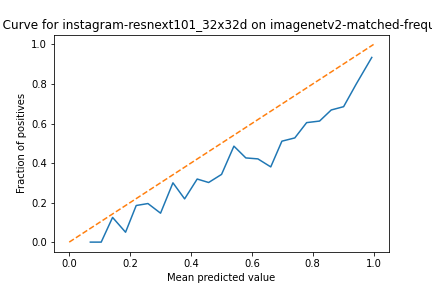 Curve for instagram-resnext101_32x32d on imagenetv2-matched-frequ
1.0
0.8
0.6
0.4
0.2
0.0
Fraction of positives
0.0 0.2 0.4 0.6 0.8 1.0
Mean predicted value